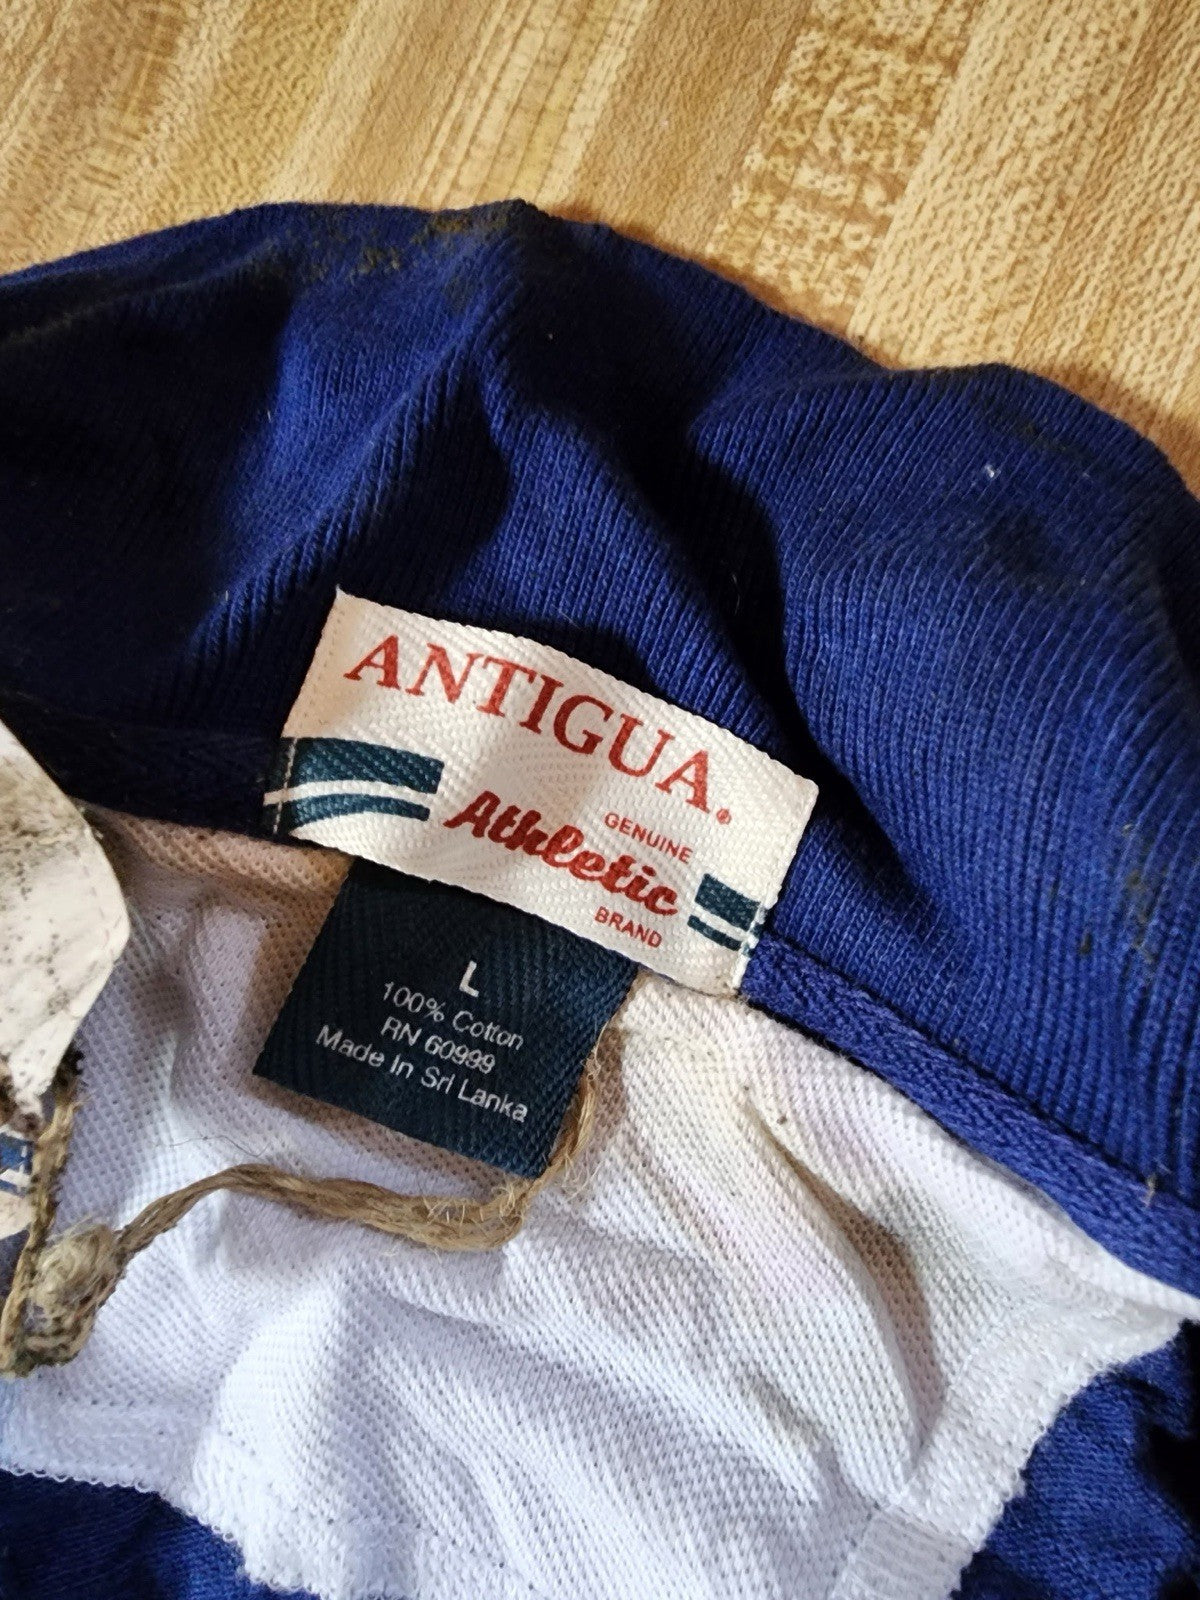 ANTIGUA®
GENUINE
Athletic
BRAND
L
100% Cotton
RN 60999
Made In Sri Lanka